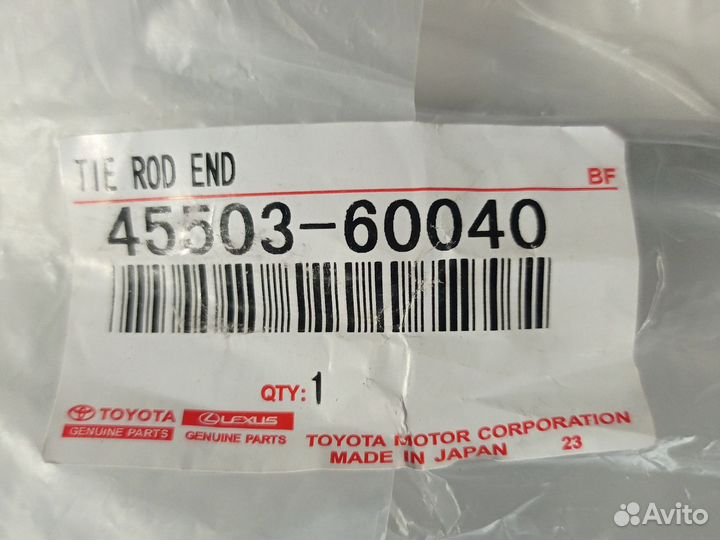 TIE ROD END
BF
45503-60040
QTY: 1
TOYOTA LEXUS
GENUINE PARTS GENUINE PARTS
TOYOTA MOTOR CORPORATION
MADE IN JAPAN 23
Avito